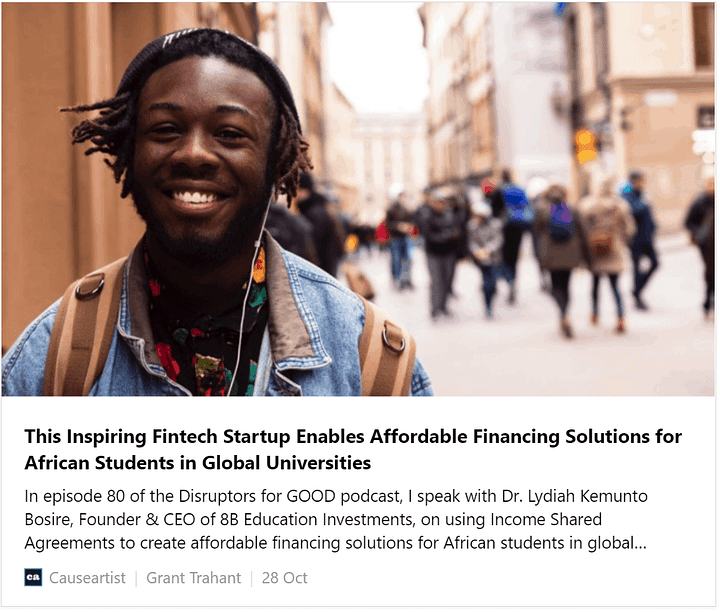 This Inspiring Fintech Startup Enables Affordable Financing Solutions for
African Students in Global Universities
In episode 80 of the Disruptors for GOOD podcast, I speak with Dr. Lydiah Kemunto
Bosire, Founder & CEO of 8B Education Investments, on using Income Shared
Agreements to create affordable financing solutions for African students in global...
ca Causeartist | Grant Trahant | 28 Oct